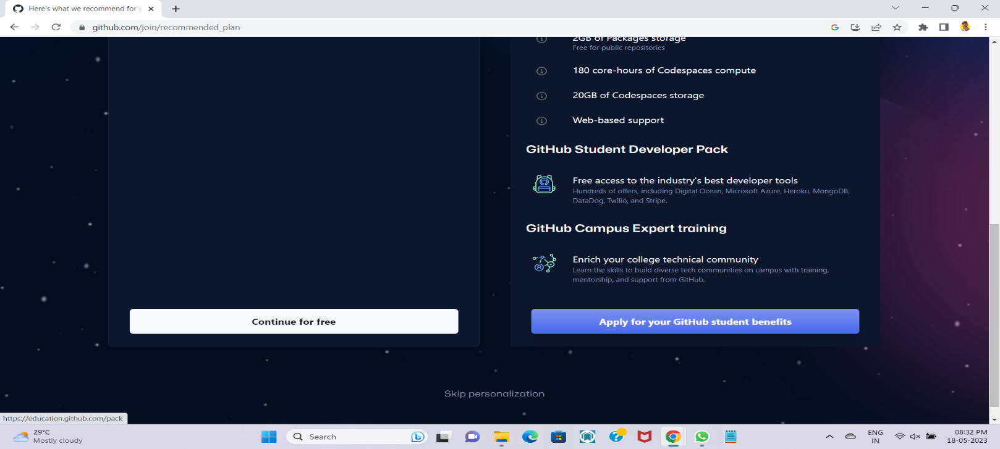 Here's what we recommend for y
github.com/join/recommended_plan
2GB of Packages storage
Free for public repositories
180 core-hours of Codespaces compute
20GB of Codespaces storage
Web-based support
GitHub Student Developer Pack
Free access to the industry's best developer tools
Hundreds of offers, including Digital Ocean, Microsoft Azure, Heroku, MongoDB,
DataDog, Twilio, and Stripe.
GitHub Campus Expert training
Enrich your college technical community
Learn the skills to build diverse tech communities on campus with training,
mentorship, and support from GitHub.
Continue for free
Apply for your GitHub student benefits
Skip personalization
https://education.github.com/pack
29°C
Mostly cloudy
Search
ENG
IN
08:32 PM
18-05-2023